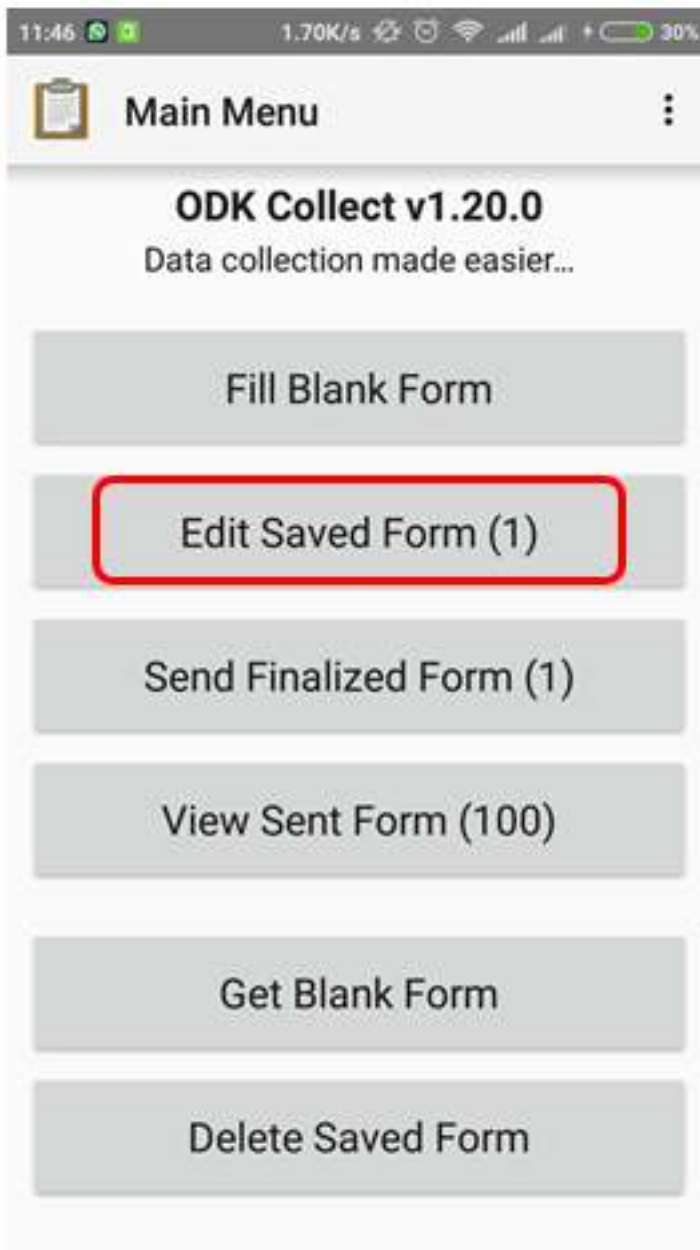 11:46 1.70K/s 30%
Main Menu
ODK Collect v1.20.0
Data collection made easier...
Fill Blank Form
Edit Saved Form (1)
Send Finalized Form (1)
View Sent Form (100)
Get Blank Form
Delete Saved Form